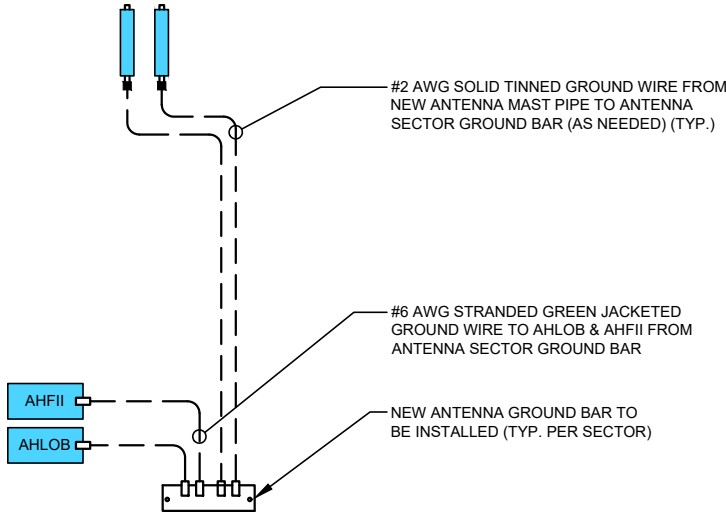 #2 AWG SOLID TINNED GROUND WIRE FROM
NEW ANTENNA MAST PIPE TO ANTENNA
SECTOR GROUND BAR (AS NEEDED) (TYP.)
#6 AWG STRANDED GREEN JACKETED
GROUND WIRE TO AHLOB & AHFII FROM
ANTENNA SECTOR GROUND BAR
AHFII
AHLOB
NEW ANTENNA GROUND BAR TO
BE INSTALLED (TYP. PER SECTOR)